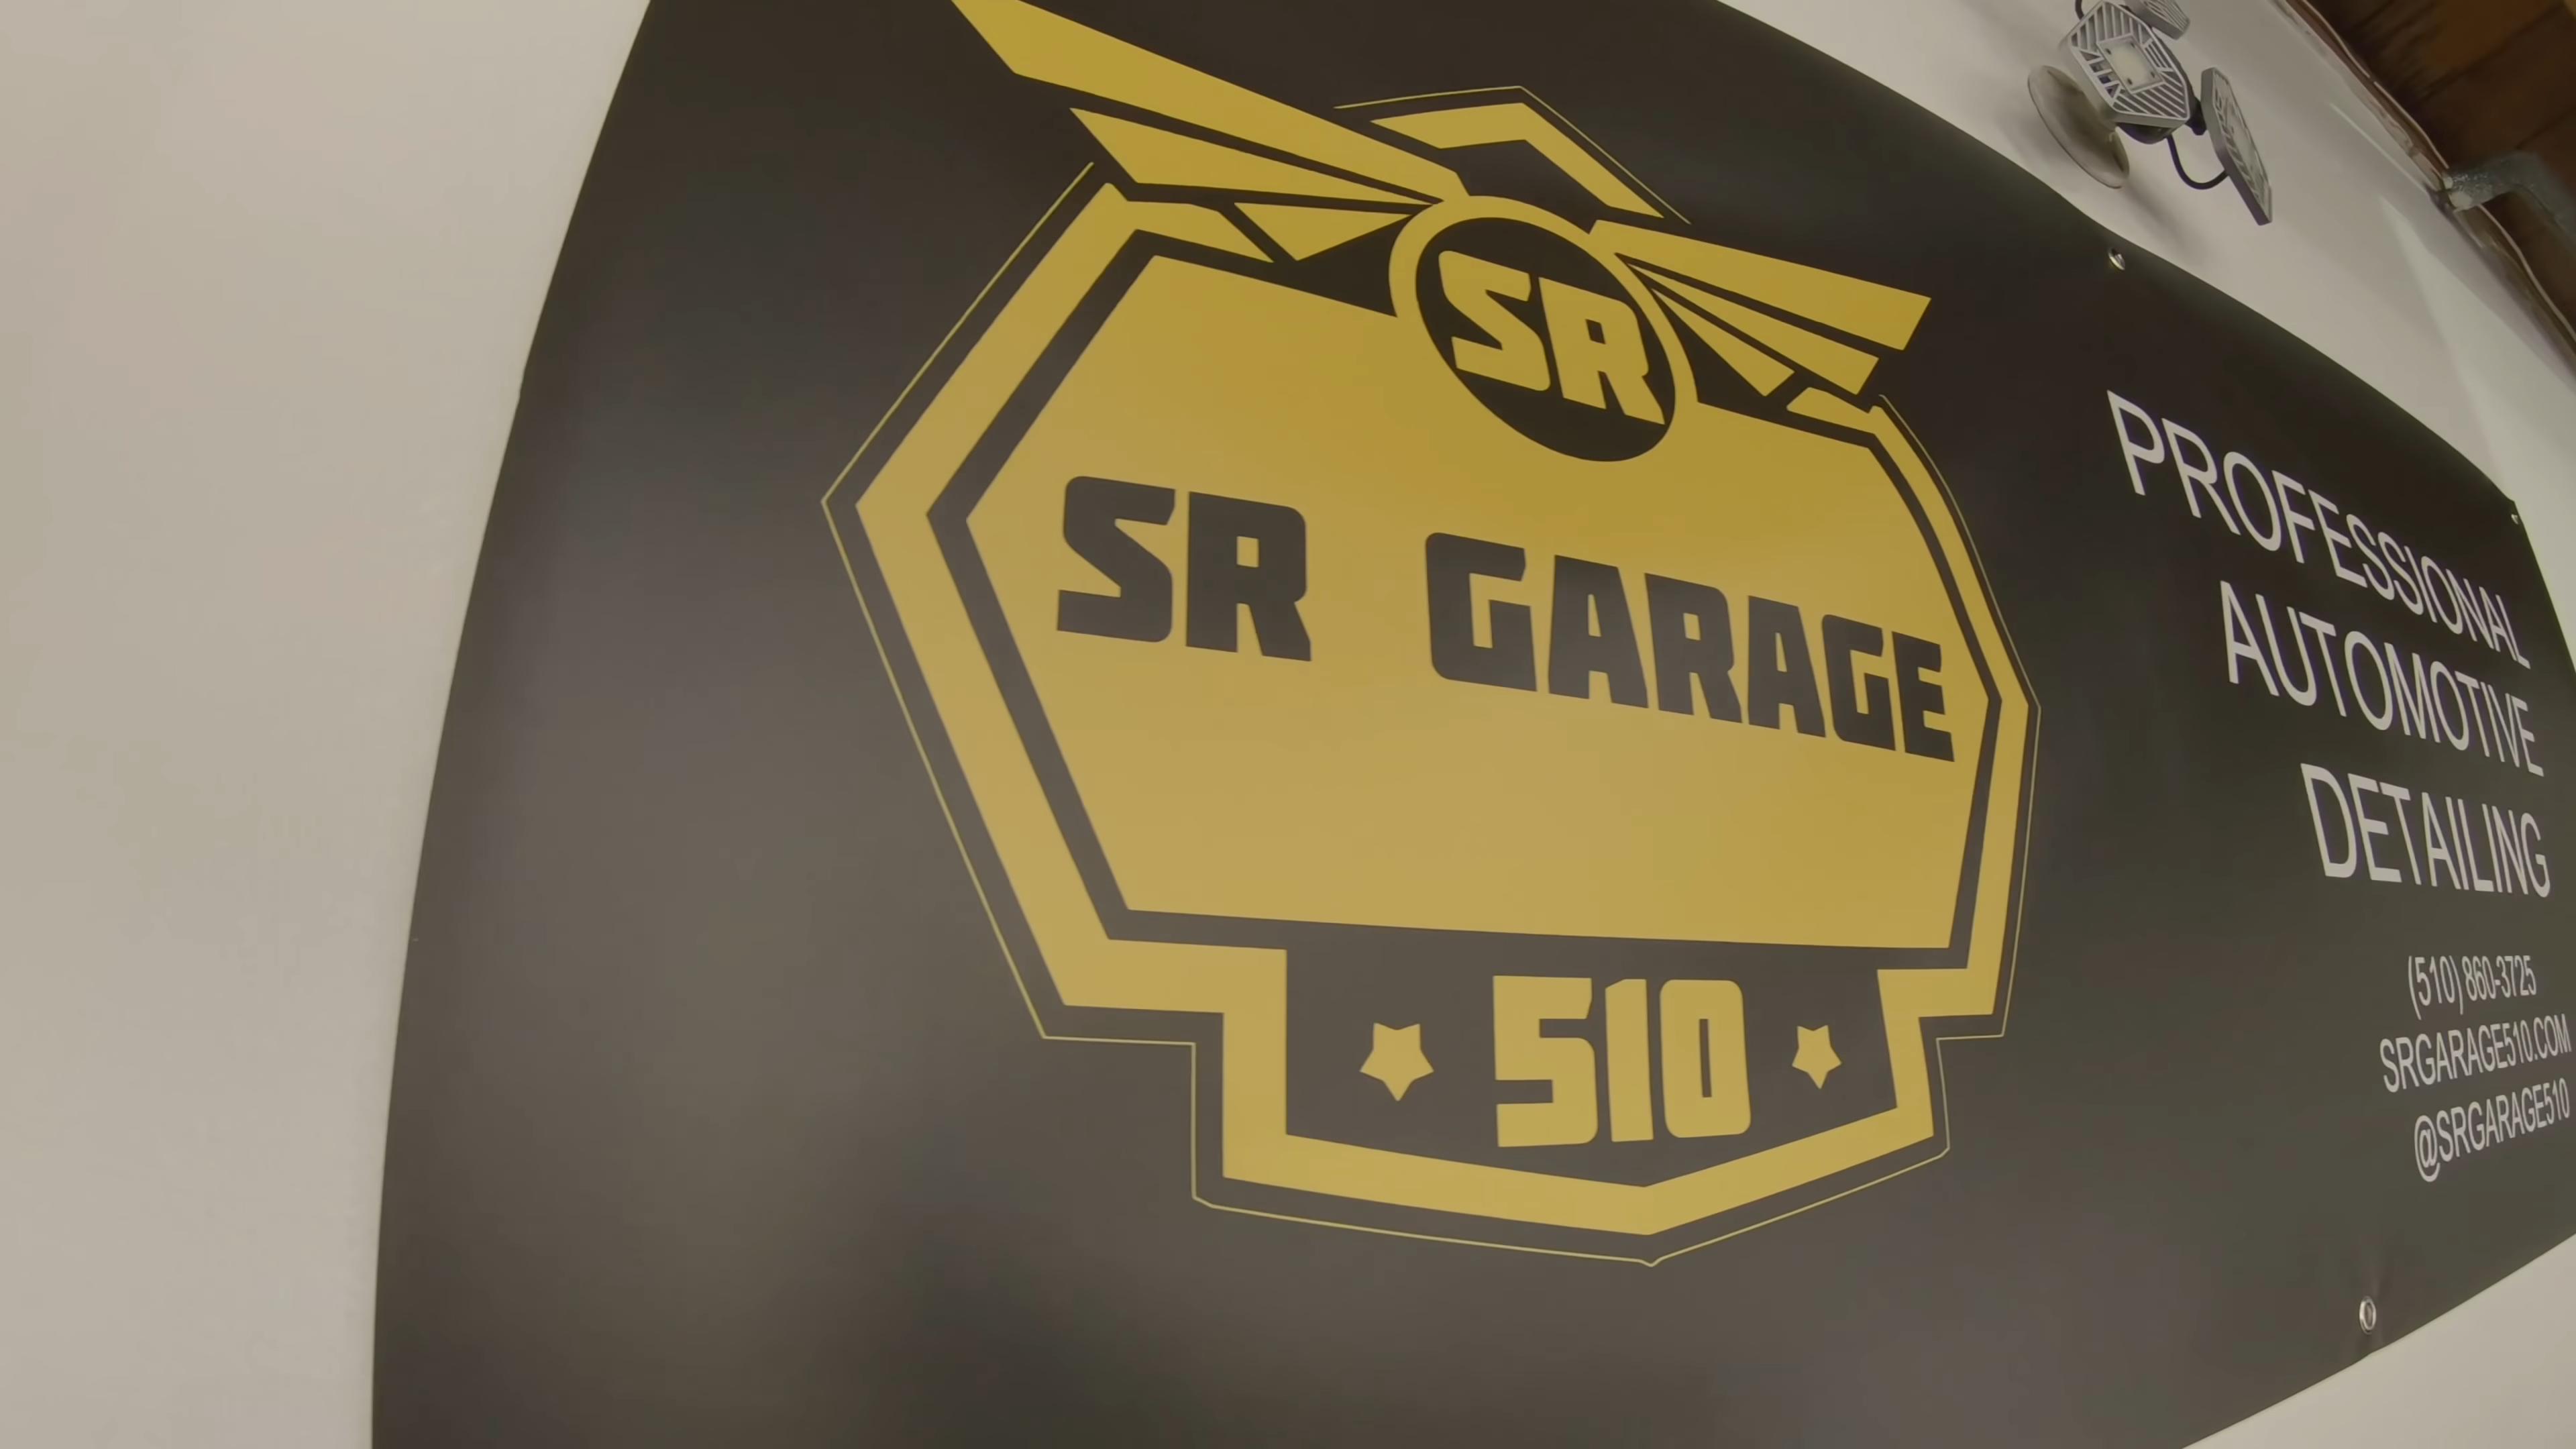 SR
SR GARAGE
510
PROFESSIONAL
AUTOMOTIVE
DETAILING
(510) 860-3725
SRGARAGE510.COM
@SRGARAGE510